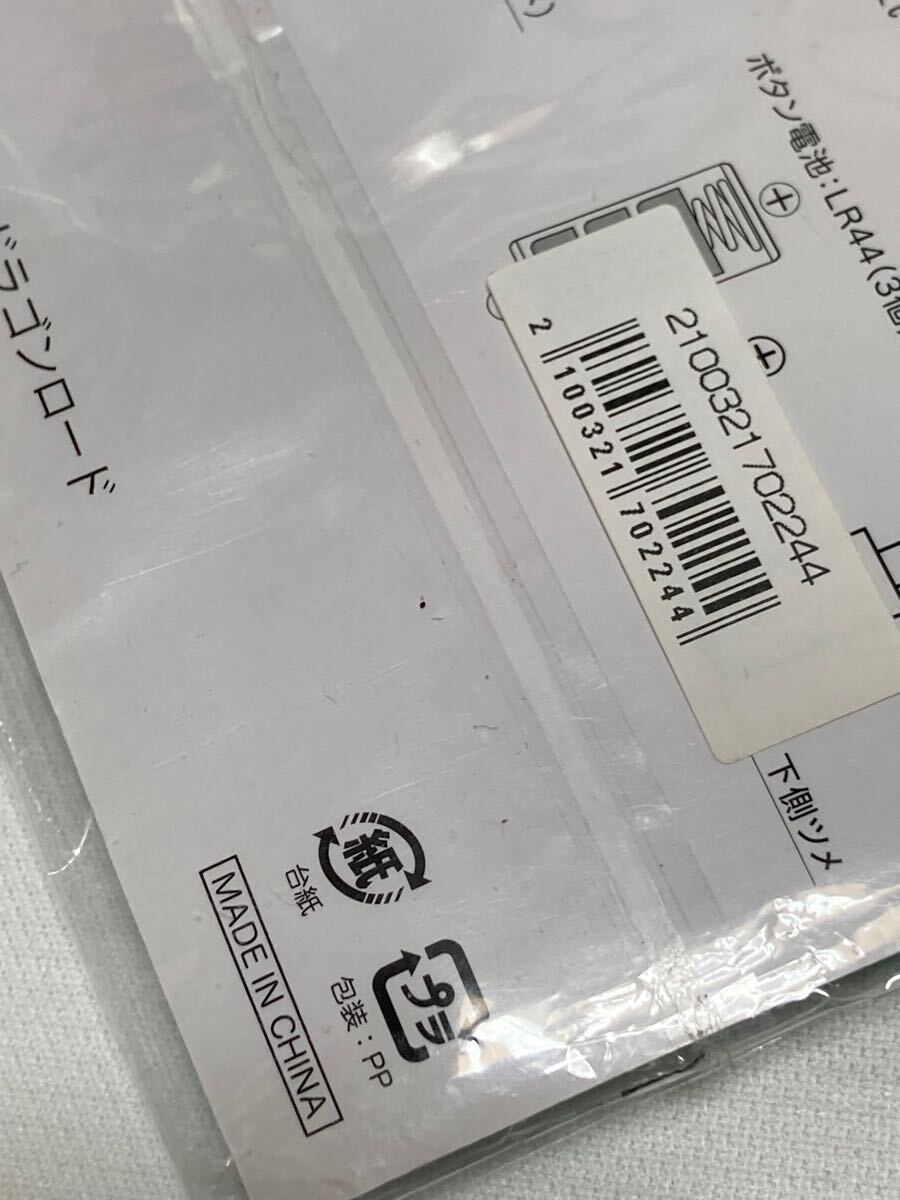 ボタン電池:LR44(3個
2100321702244
2 100321 702244
ドラゴンロード
下側ツメ
紙
台紙
プラ
包装:PP
MADE IN CHINA